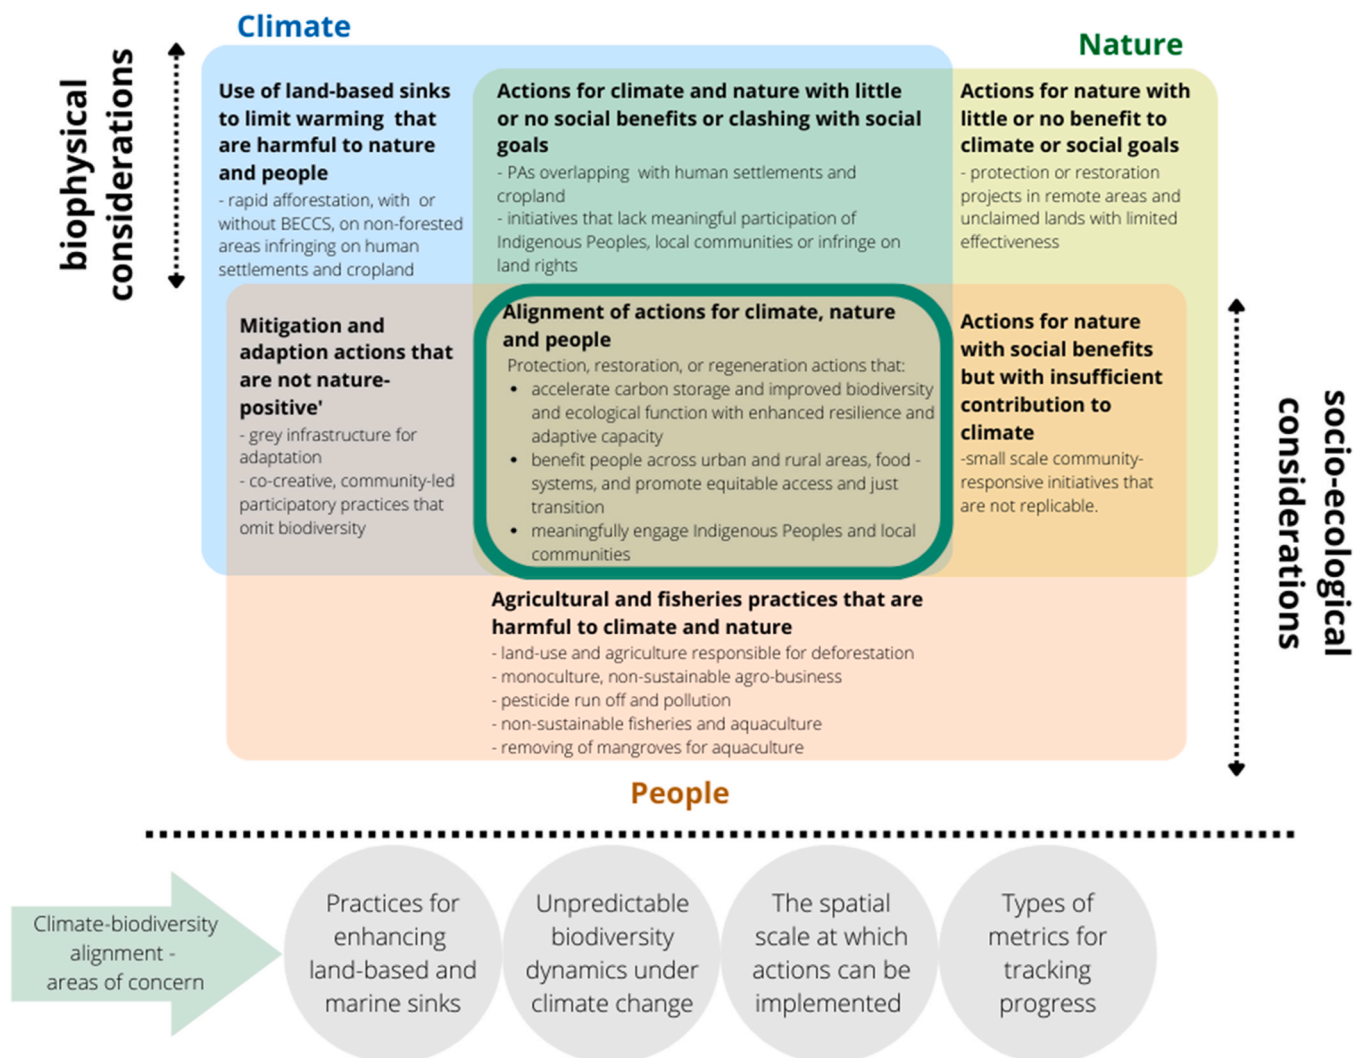 Climate
Nature
biophysical
considerations
Use of land-based sinks
to limit warming that
are harmful to nature
and people
- rapid afforestation, with or
without BECCS, on non-forested
areas infringing on human
settlements and cropland
Actions for climate and nature with little
or no social benefits or clashing with social
goals
- PAs overlapping with human settlements and
cropland
- initiatives that lack meaningful participation of
Indigenous Peoples, local communities or infringe on
land rights
Actions for nature with
little or no benefit to
climate or social goals
- protection or restoration
projects in remote areas and
unclaimed lands with limited
effectiveness
Mitigation and
adaption actions that
are not nature-
positive'
- grey infrastructure for
adaptation
- co-creative, community-led
participatory practices that
omit biodiversity
Alignment of actions for climate, nature
and people
Protection, restoration, or regeneration actions that:
• accelerate carbon storage and improved biodiversity
and ecological function with enhanced resilience and
adaptive capacity
• benefit people across urban and rural areas, food -
systems, and promote equitable access and just
transition
• meaningfully engage Indigenous Peoples and local
communities
Actions for nature
with social benefits
but with insufficient
contribution to
climate
-small scale community-
responsive initiatives that
are not replicable.
socio-ecological
considerations
Agricultural and fisheries practices that are
harmful to climate and nature
- land-use and agriculture responsible for deforestation
- monoculture, non-sustainable agro-business
- pesticide run off and pollution
- non-sustainable fisheries and aquaculture
- removing of mangroves for aquaculture
People
Climate-biodiversity
alignment -
areas of concern
Practices for
enhancing
land-based and
marine sinks
Unpredictable
biodiversity
dynamics under
climate change
The spatial
scale at which
actions can be
implemented
Types of
metrics for
tracking
progress